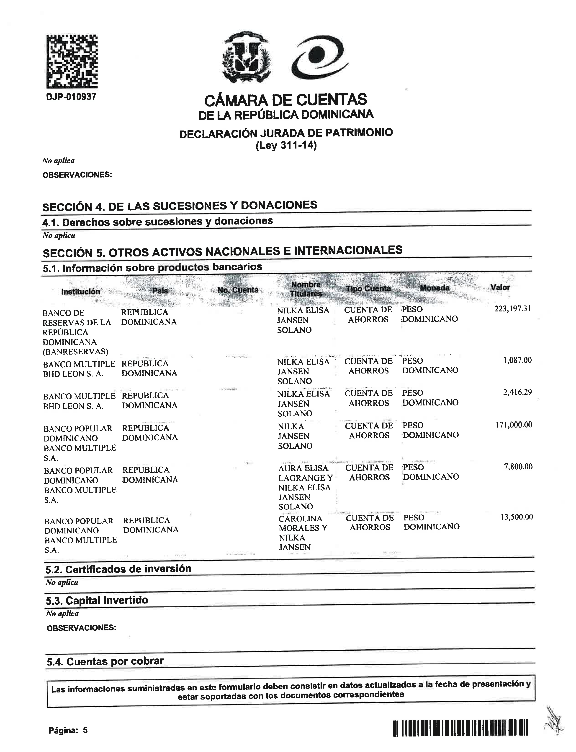 DJP-010937
CÁMARA DE CUENTAS
DE LA REPÚBLICA DOMINICANA
DECLARACIÓN JURADA DE PATRIMONIO
(Ley 311-14)
No aplica
OBSERVACIONES:
SECCIÓN 4. DE LAS SUCESIONES Y DONACIONES
4.1. Derechos sobre sucesiones y donaciones
No aplica
SECCIÓN 5. OTROS ACTIVOS NACIONALES E INTERNACIONALES
5.1. Información sobre productos bancarios
Institución País No. Cuenta Nombre Titulares Tipo Cuenta Moneda Valor
BANCO DE REPÚBLICA NILKA ELISA CUENTA DE PESO 223,197.31
RESERVAS DE LA DOMINICANA JANSEN AHORROS DOMINICANO
REPÚBLICA SOLANO
DOMINICANA
(BANRESERVAS)
BANCO MULTIPLE REPÚBLICA NILKA ELISA CUENTA DE PESO 1,087.00
BHD LEON S. A. DOMINICANA JANSEN AHORROS DOMINICANO
SOLANO
BANCO MULTIPLE REPÚBLICA NILKA ELISA CUENTA DE PESO 2,416.29
BHD LEON S. A. DOMINICANA JANSEN AHORROS DOMINICANO
SOLANO
BANCO POPULAR REPÚBLICA NILKA CUENTA DE PESO 171,000.00
DOMINICANO DOMINICANA JANSEN AHORROS DOMINICANO
BANCO MULTIPLE SOLANO
S.A.
BANCO POPULAR REPÚBLICA AURA ELISA CUENTA DE PESO 7,800.00
DOMINICANO DOMINICANA LAGRANGE Y AHORROS DOMINICANO
BANCO MULTIPLE NILKA ELISA
S.A. JANSEN
SOLANO
BANCO POPULAR REPÚBLICA CAROLINA CUENTA DE PESO 13,500.00
DOMINICANO DOMINICANA MORALES Y AHORROS DOMINICANO
BANCO MULTIPLE NILKA
S.A. JANSEN
5.2. Certificados de inversión
No aplica
5.3. Capital Invertido
No aplica
OBSERVACIONES:
5.4. Cuentas por cobrar
Las informaciones suministradas en este formulario deben consistir en datos actualizados a la fecha de presentación y
estar soportadas con los documentos correspondientes
Página: 5